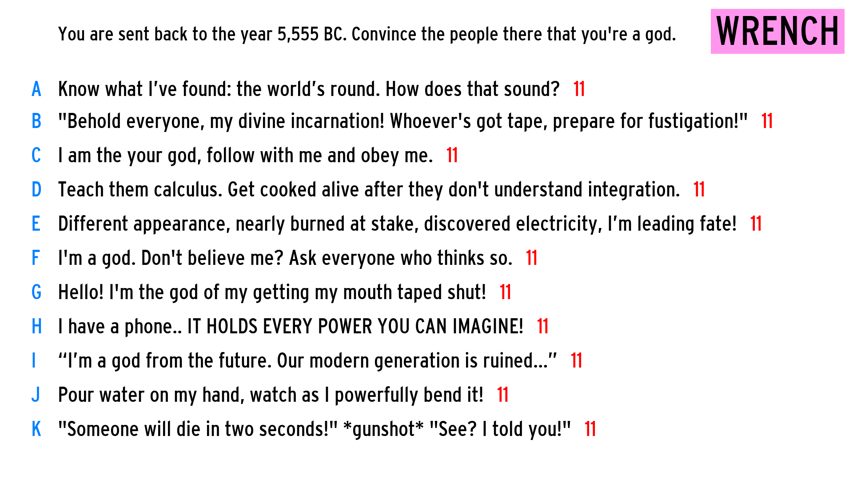 You are sent back to the year 5,555 BC. Convince the people there that you're a god.
WRENCH
A Know what I’ve found: the world’s round. How does that sound? 11
B "Behold everyone, my divine incarnation! Whoever's got tape, prepare for fustigation!" 11
C I am the your god, follow with me and obey me. 11
D Teach them calculus. Get cooked alive after they don't understand integration. 11
E Different appearance, nearly burned at stake, discovered electricity, I’m leading fate! 11
F I'm a god. Don't believe me? Ask everyone who thinks so. 11
G Hello! I'm the god of my getting my mouth taped shut! 11
H I have a phone.. IT HOLDS EVERY POWER YOU CAN IMAGINE! 11
I “I’m a god from the future. Our modern generation is ruined...” 11
J Pour water on my hand, watch as I powerfully bend it! 11
K "Someone will die in two seconds!" *gunshot* "See? I told you!" 11